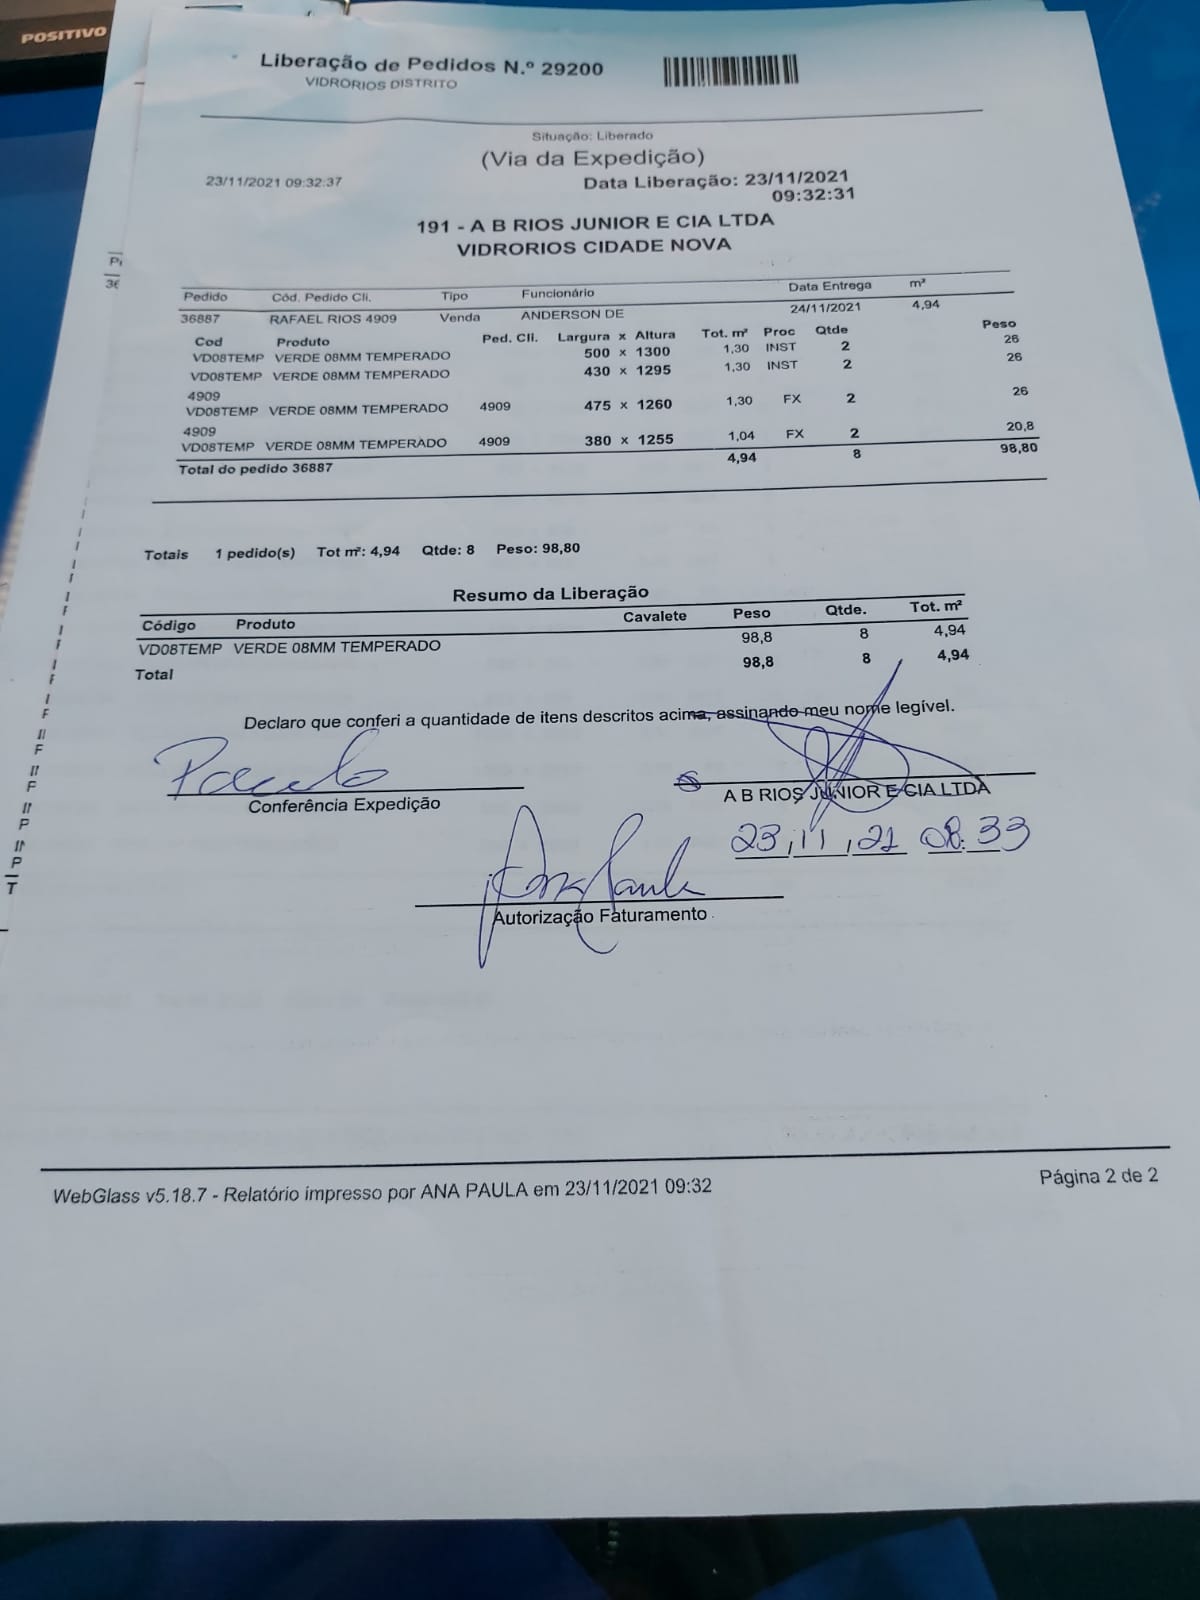 POSITIVO
Liberação de Pedidos N.º 29200
VIDRORIOS DISTRITO
Situação: Liberado
(Via da Expedição)
23/11/2021 09:32:37
Data Liberação: 23/11/2021
09:32:31
191 - A B RIOS JUNIOR E CIA LTDA
VIDRORIOS CIDADE NOVA
Pedido Cód. Pedido Cli. Tipo Funcionário Data Entrega m²
36887 RAFAEL RIOS 4909 Venda ANDERSON DE 24/11/2021 4,94
Cod Produto Ped. Cli. Largura x Altura Tot. m² Proc Qtde Peso
VD08TEMP VERDE 08MM TEMPERADO 500 x 1300 1,30 INST 2 26
VD08TEMP VERDE 08MM TEMPERADO 430 x 1295 1,30 INST 2 26
4909
VD08TEMP VERDE 08MM TEMPERADO 4909 475 x 1260 1,30 FX 2 26
4909
VD08TEMP VERDE 08MM TEMPERADO 4909 380 x 1255 1,04 FX 2 20,8
Total do pedido 36887 4,94 8 98,80
Totais 1 pedido(s) Tot m²: 4,94 Qtde: 8 Peso: 98,80
Resumo da Liberação
Código Produto Cavalete Peso Qtde. Tot. m²
VD08TEMP VERDE 08MM TEMPERADO 98,8 8 4,94
Total 98,8 8 4,94
Declaro que conferi a quantidade de itens descritos acima, assinando meu nome legível.
Conferência Expedição
A B RIOS JUNIOR E CIA LTDA
23/11/21 08:33
Ana Paula
Autorização Faturamento
WebGlass v5.18.7 - Relatório impresso por ANA PAULA em 23/11/2021 09:32
Página 2 de 2